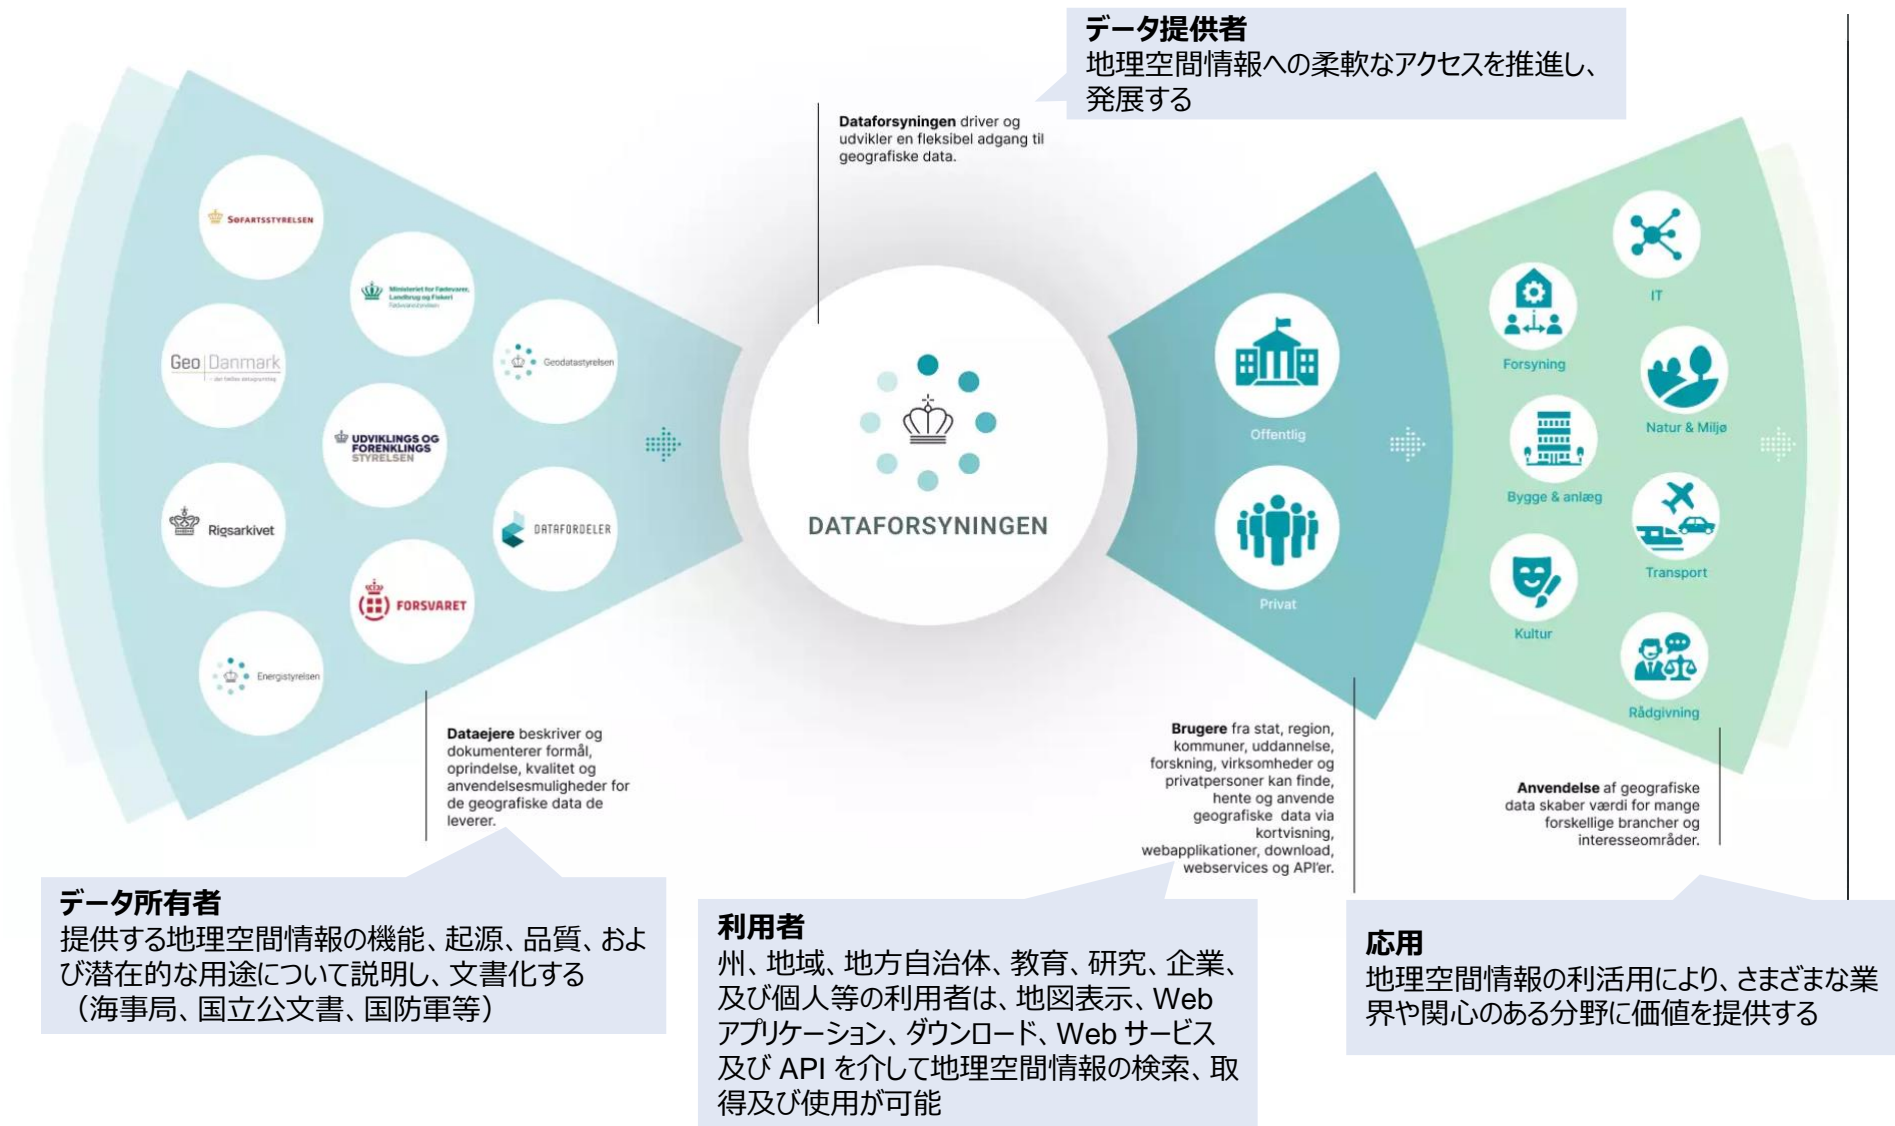 データ提供者
地理空間情報への柔軟なアクセスを推進し、
発展する
Dataforsyningen driver og
udvikler en fleksibel adgang til
geografiske data.
SØFARTSSTYRELSEN
Ministeriet for Fødevarer,
Landbrug og Fiskeri
Fødevarestyrelsen
Geo Danmark
- det fælles datagrundlag
Geodatastyrelsen
UDVIKLINGS OG
FORENKLINGS
STYRELSEN
Rigsarkivet
DATAFORDELER
FORSVARET
Energistyrelsen
DATAFORSYNINGEN
Offentlig
Privat
IT
Forsyning
Natur & Miljø
Bygge & anlæg
Transport
Kultur
Rådgivning
Dataejere beskriver og
dokumenterer formål,
oprindelse, kvalitet og
anvendelsesmuligheder for
de geografiske data de
leverer.
Brugere fra stat, region,
kommuner, uddannelse,
forskning, virksomheder og
privatpersoner kan finde,
hente og anvende
geografiske data via
kortvisning,
webapplikationer, download,
webservices og API'er.
Anvendelse af geografiske
data skaber værdi for mange
forskellige brancher og
interesseområder.
データ所有者
提供する地理空間情報の機能、起源、品質、およ
び潜在的な用途について説明し、文書化する
（海事局、国立公文書、国防軍等）
利用者
州、地域、地方自治体、教育、研究、企業、
及び個人等の利用者は、地図表示、Web
アプリケーション、ダウンロード、Web サービス
及び API を介して地理空間情報の検索、取
得及び使用が可能
応用
地理空間情報の利活用により、さまざまな業
界や関心のある分野に価値を提供する